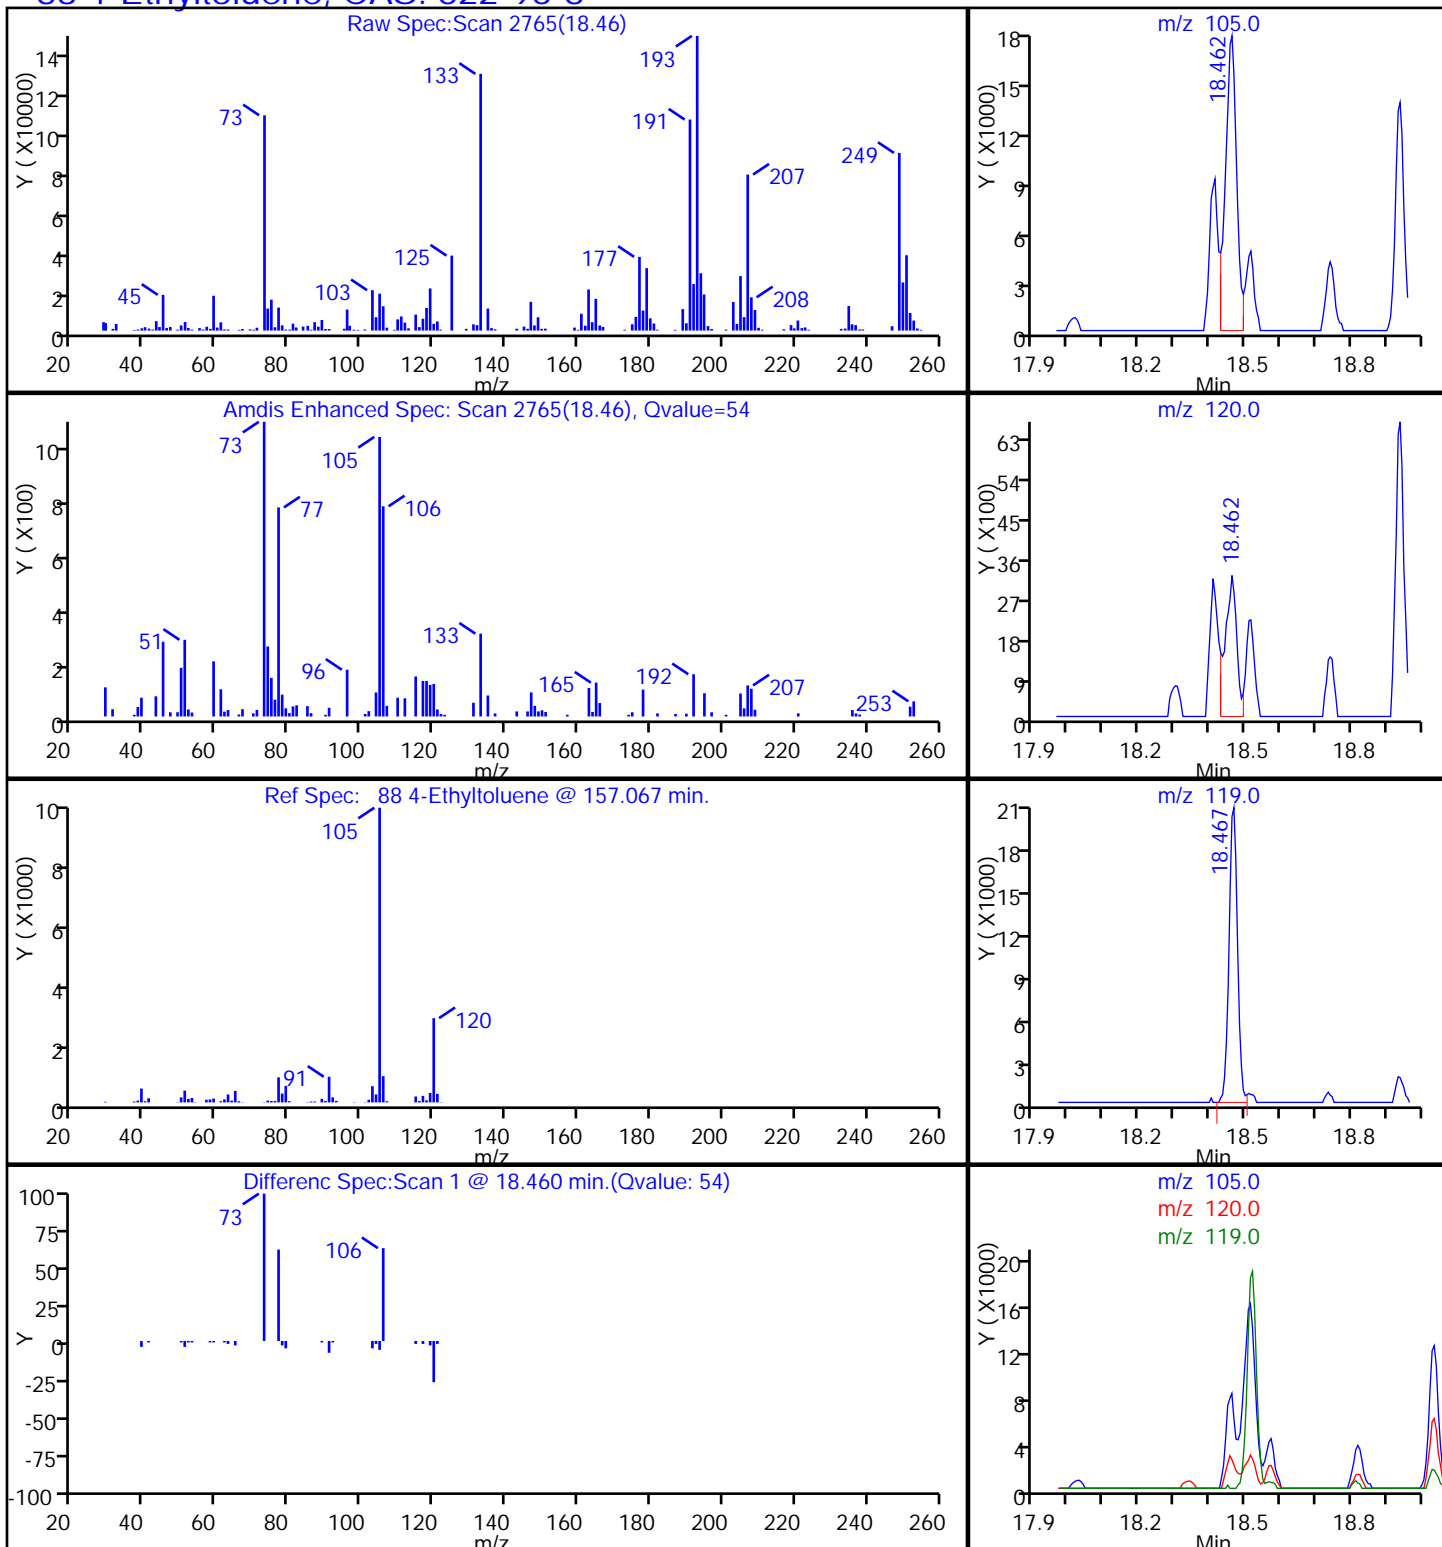 Raw Spec:Scan 2765(18.46)
Y ( X10000)
14
12
10
8
6
4
2
0
73
133
193
191
249
207
125
177
45
103
208
20 40 60 80 100 120 140 160 180 200 220 240 260
m/z
m/z 105.0
Y ( X1000)
18
15
12
9
6
3
0
18.462
17.9 18.2 18.5 18.8
Min
Amdis Enhanced Spec: Scan 2765(18.46), Qvalue=54
Y ( X100)
10
8
6
4
2
0
73
105
77
106
51
133
96
165
192
207
253
20 40 60 80 100 120 140 160 180 200 220 240 260
m/z
m/z 120.0
Y ( X100)
63
54
45
36
27
18
9
0
18.462
17.9 18.2 18.5 18.8
Min
Ref Spec: 88 4-Ethyltoluene @ 157.067 min.
Y ( X1000)
10
8
6
4
2
0
105
120
91
20 40 60 80 100 120 140 160 180 200 220 240 260
m/z
m/z 119.0
Y ( X1000)
21
18
15
12
9
6
3
0
18.467
17.9 18.2 18.5 18.8
Min
Differenc Spec:Scan 1 @ 18.460 min.(Qvalue: 54)
Y
100
75
50
25
0
-25
-50
-75
-100
73
106
20 40 60 80 100 120 140 160 180 200 220 240 260
m/z
m/z 105.0
m/z 120.0
m/z 119.0
Y ( X1000)
20
16
12
8
4
0
17.9 18.2 18.5 18.8
Min